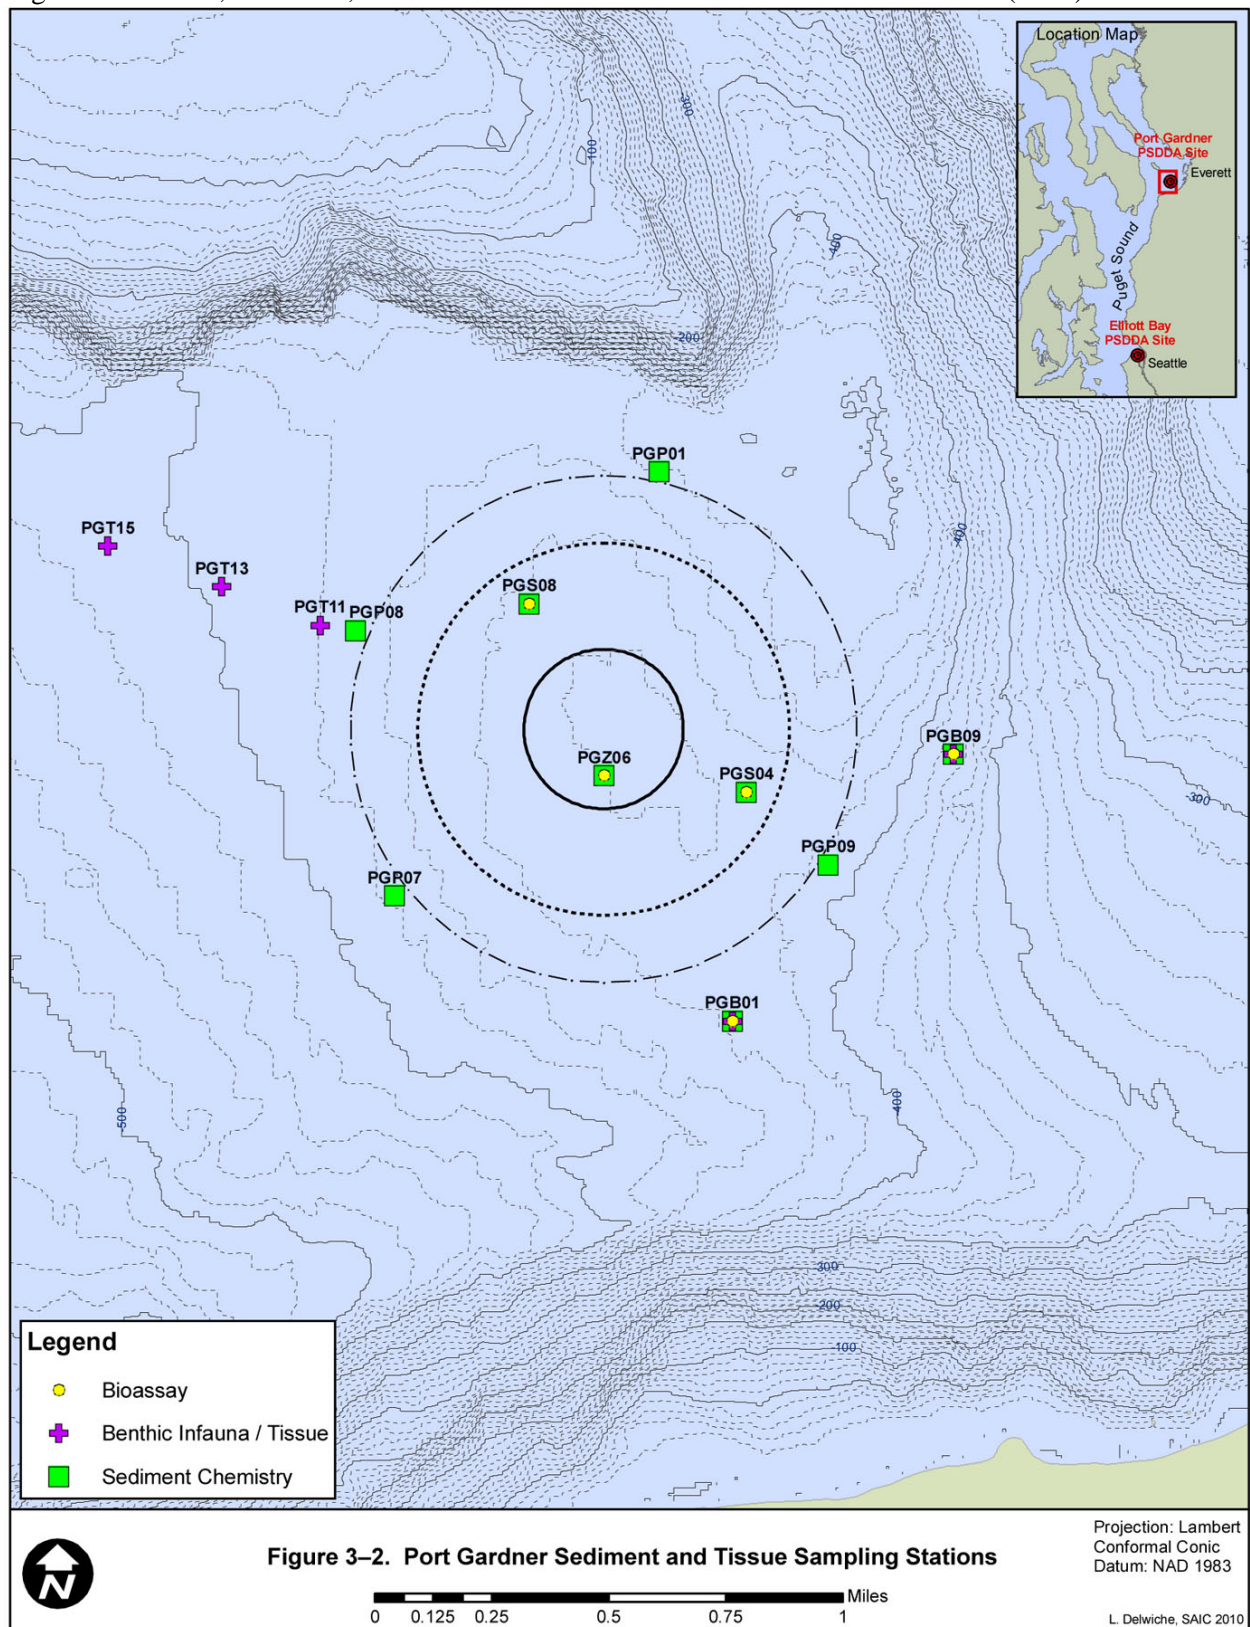 Location Map
Port Gardner
PSDDA Site
Everett
Puget Sound
Elliott Bay
PSDDA Site
Seattle
-300
100
-400
-200
PGP01
-400
PGT15
PGT13
PGS08
PGT11
PGP08
PGB09
PGZ06
PGS04
-300
PGP09
PGP07
PGB01
-400
-500
-300
-200
-100
Legend
Bioassay
Benthic Infauna / Tissue
Sediment Chemistry
N
Figure 3–2. Port Gardner Sediment and Tissue Sampling Stations
Projection: Lambert
Conformal Conic
Datum: NAD 1983
Miles
0 0.125 0.25 0.5 0.75 1
L. Delwiche, SAIC 2010